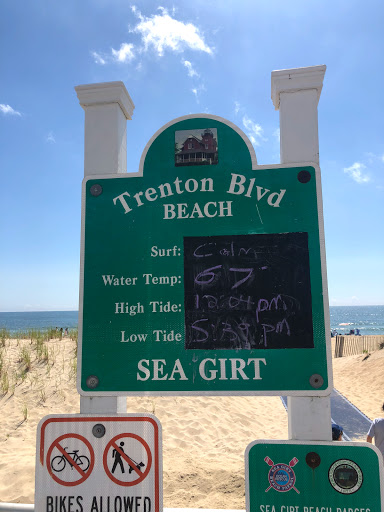 Trenton Blvd
BEACH
Surf: Calm
Water Temp: 67
High Tide: 12:04 pm
Low Tide 5:38 pm
SEA GIRT
BIKES ALLOWED
SEA GIRT BEACH BADGES